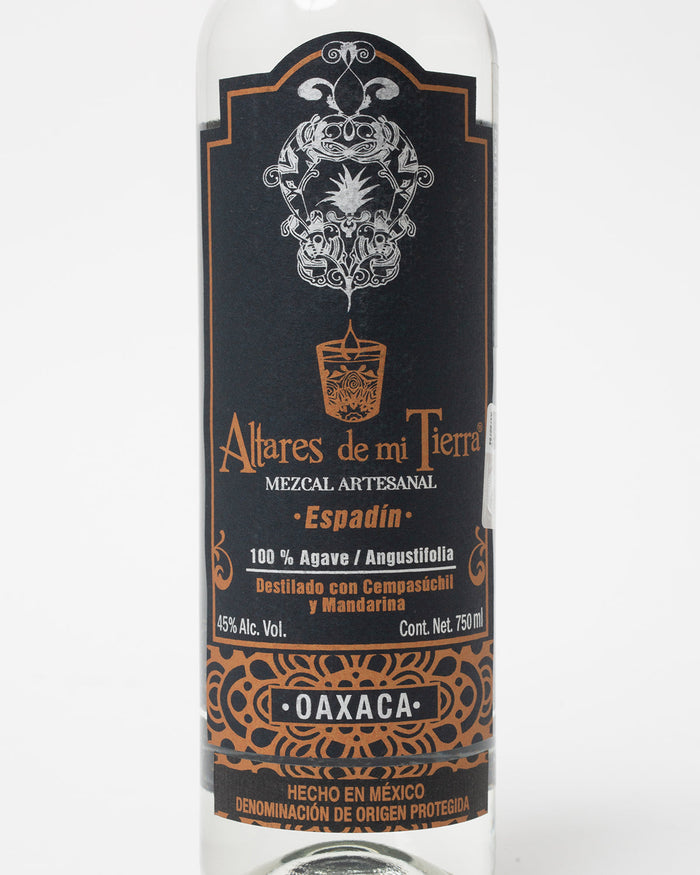 Altares de mi Tierra®
MEZCAL ARTESANAL
•Espadín•
100 % Agave / Angustifolia
Destilado con Cempasúchil
y Mandarina
45% Alc. Vol.
Cont. Net. 750 ml
•OAXACA•
HECHO EN MÉXICO
DENOMINACIÓN DE ORIGEN PROTEGIDA